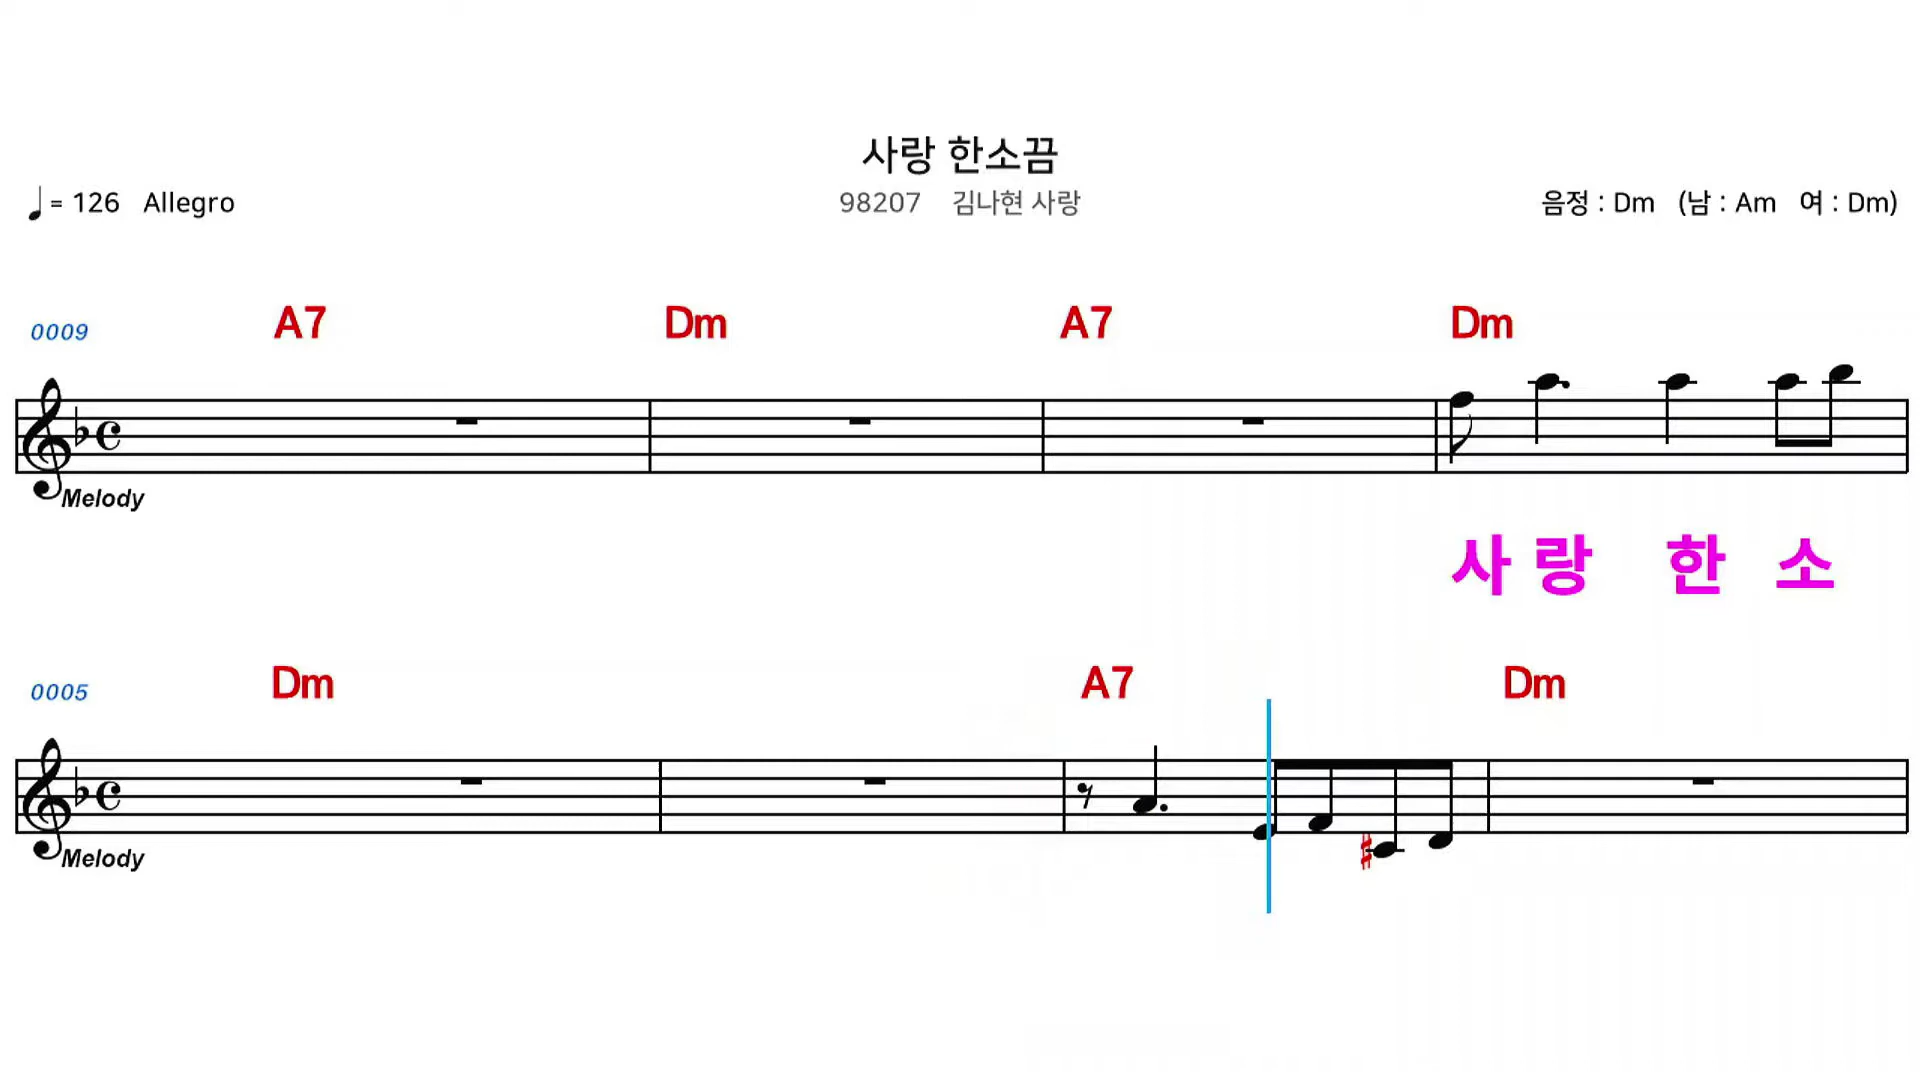 사랑 한소끔
= 126 Allegro 98207 김나현 사랑 음정 : Dm (남 : Am 여 : Dm)
0009 A7 Dm A7 Dm
Melody
사 랑 한 소
0005 Dm A7 Dm
Melody